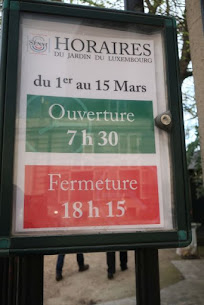 HORAIRES
DU JARDIN DU LUXEMBOURG
du 1er au 15 Mars
Ouverture
7 h 30
Fermeture
18 h 15